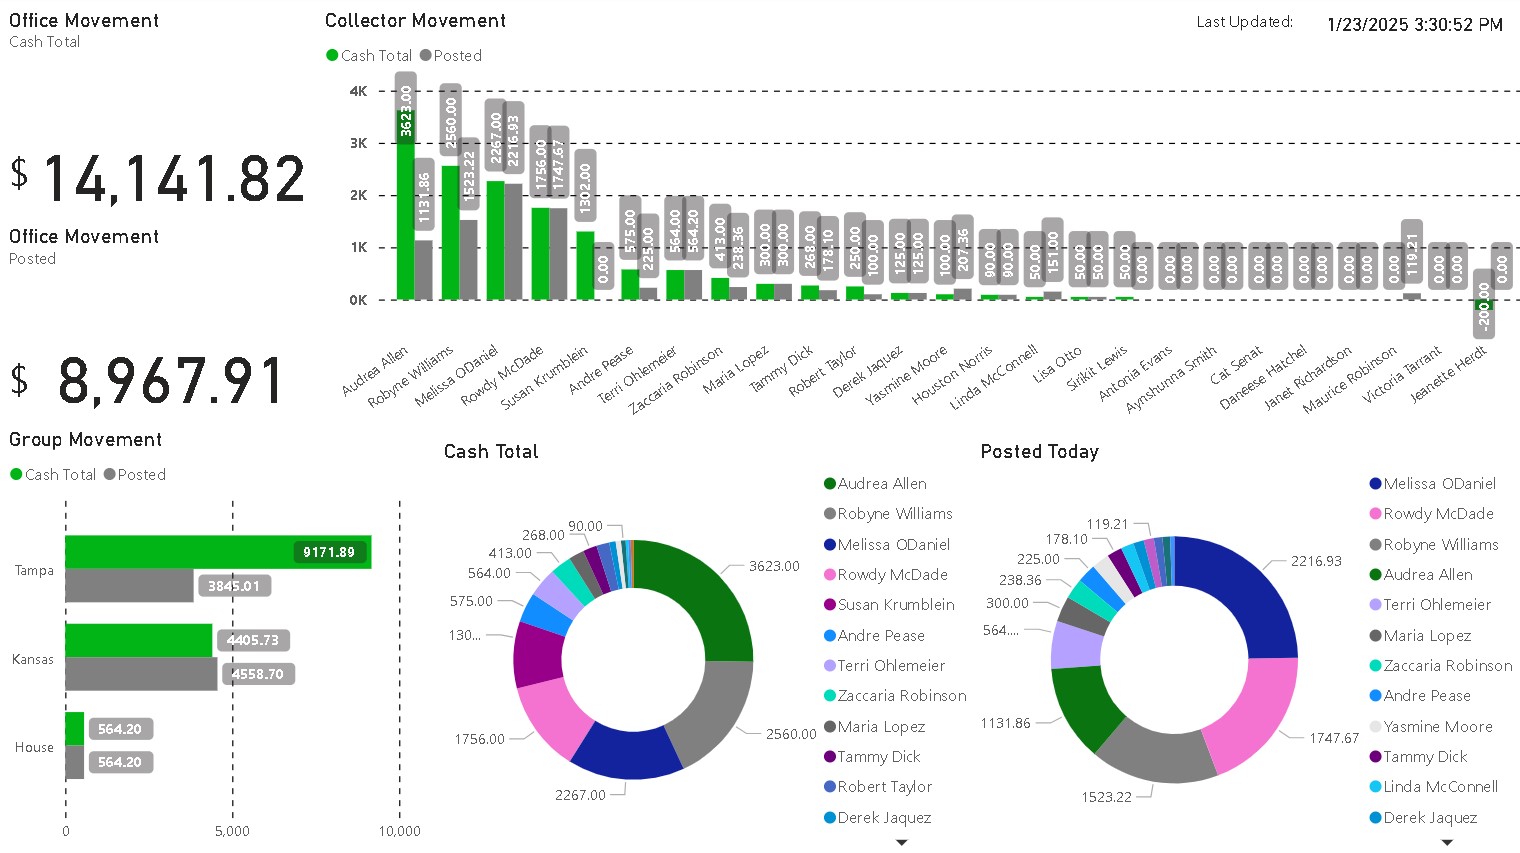 Office Movement
Cash Total
$ 14,141.82
Office Movement
Posted
$ 8,967.91
Collector Movement
Last Updated: 1/23/2025 3:30:52 PM
Cash Total Posted
4K
3K
2K
1K
0K
3623.00 1131.86 2560.00 1523.22 2267.00 2216.93 1756.00 1747.67 1302.00 0.00 575.00 225.00 564.00 564.20 413.00 238.36 300.00 300.00 268.00 178.10 250.00 100.00 125.00 125.00 100.00 207.36 90.00 90.00 50.00 151.00 50.00 50.00 50.00 0.00 0.00 0.00 0.00 0.00 0.00 0.00 0.00 0.00 0.00 0.00 119.21 0.00 0.00 -200.00 0.00
Audrea Allen
Robyne Williams
Melissa ODaniel
Rowdy McDade
Susan Krumblein
Andre Pease
Terri Ohlemeier
Zaccaria Robinson
Maria Lopez
Tammy Dick
Robert Taylor
Derek Jaquez
Yasmine Moore
Houston Norris
Linda McConnell
Lisa Otto
Sirikit Lewis
Antonia Evans
Aynshunna Smith
Cat Senat
Daneese Hatchel
Janet Richardson
Maurice Robinson
Victoria Tarrant
Jeanette Herdt
Group Movement
Cash Total Posted
Tampa
9171.89
3845.01
Kansas
4405.73
4558.70
House
564.20
564.20
0 5,000 10,000
Cash Total
90.00
268.00
413.00
564.00
575.00
130...
1756.00
2267.00
2560.00
3623.00
Audrea Allen
Robyne Williams
Melissa ODaniel
Rowdy McDade
Susan Krumblein
Andre Pease
Terri Ohlemeier
Zaccaria Robinson
Maria Lopez
Tammy Dick
Robert Taylor
Derek Jaquez
Posted Today
119.21
178.10
225.00
238.36
300.00
564....
1131.86
1523.22
1747.67
2216.93
Melissa ODaniel
Rowdy McDade
Robyne Williams
Audrea Allen
Terri Ohlemeier
Maria Lopez
Zaccaria Robinson
Andre Pease
Yasmine Moore
Tammy Dick
Linda McConnell
Derek Jaquez